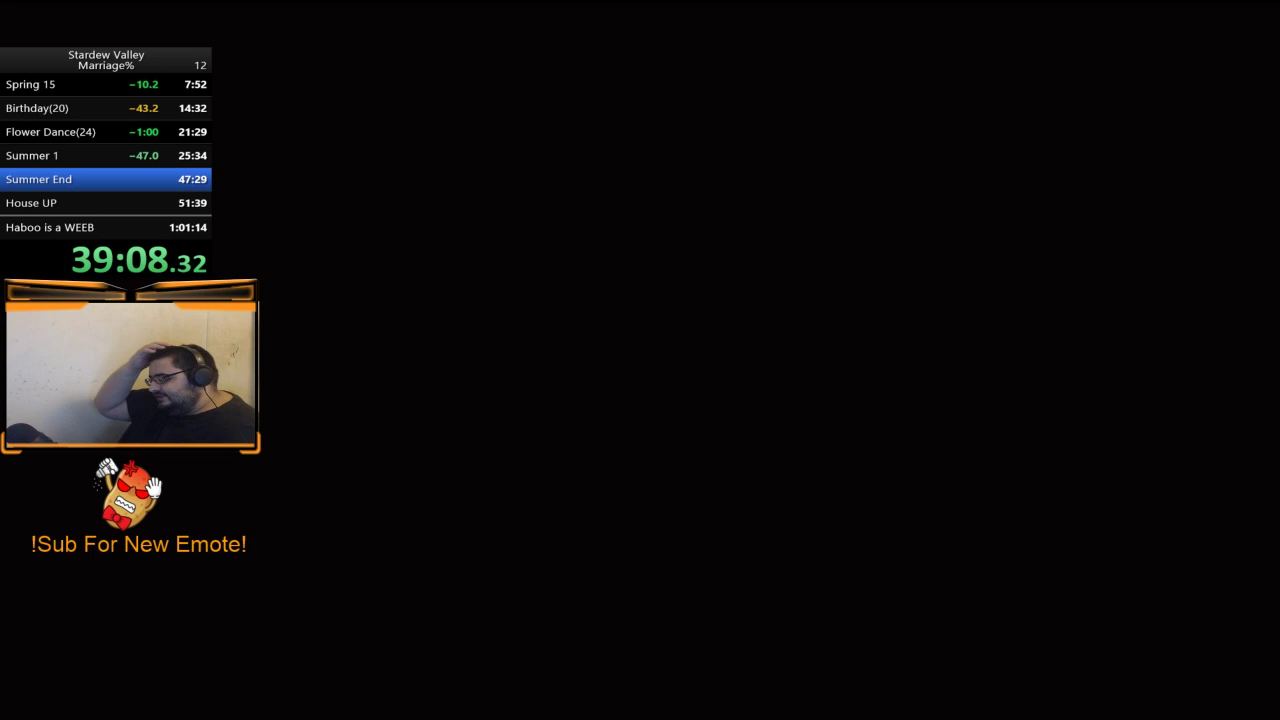 Stardew Valley
Marriage% 12
Spring 15 -10.2 7:52
Birthday(20) -43.2 14:32
Flower Dance(24) -1:00 21:29
Summer 1 -47.0 25:34
Summer End 47:29
House UP 51:39
Haboo is a WEEB 1:01:14
39:08.32
!Sub For New Emote!